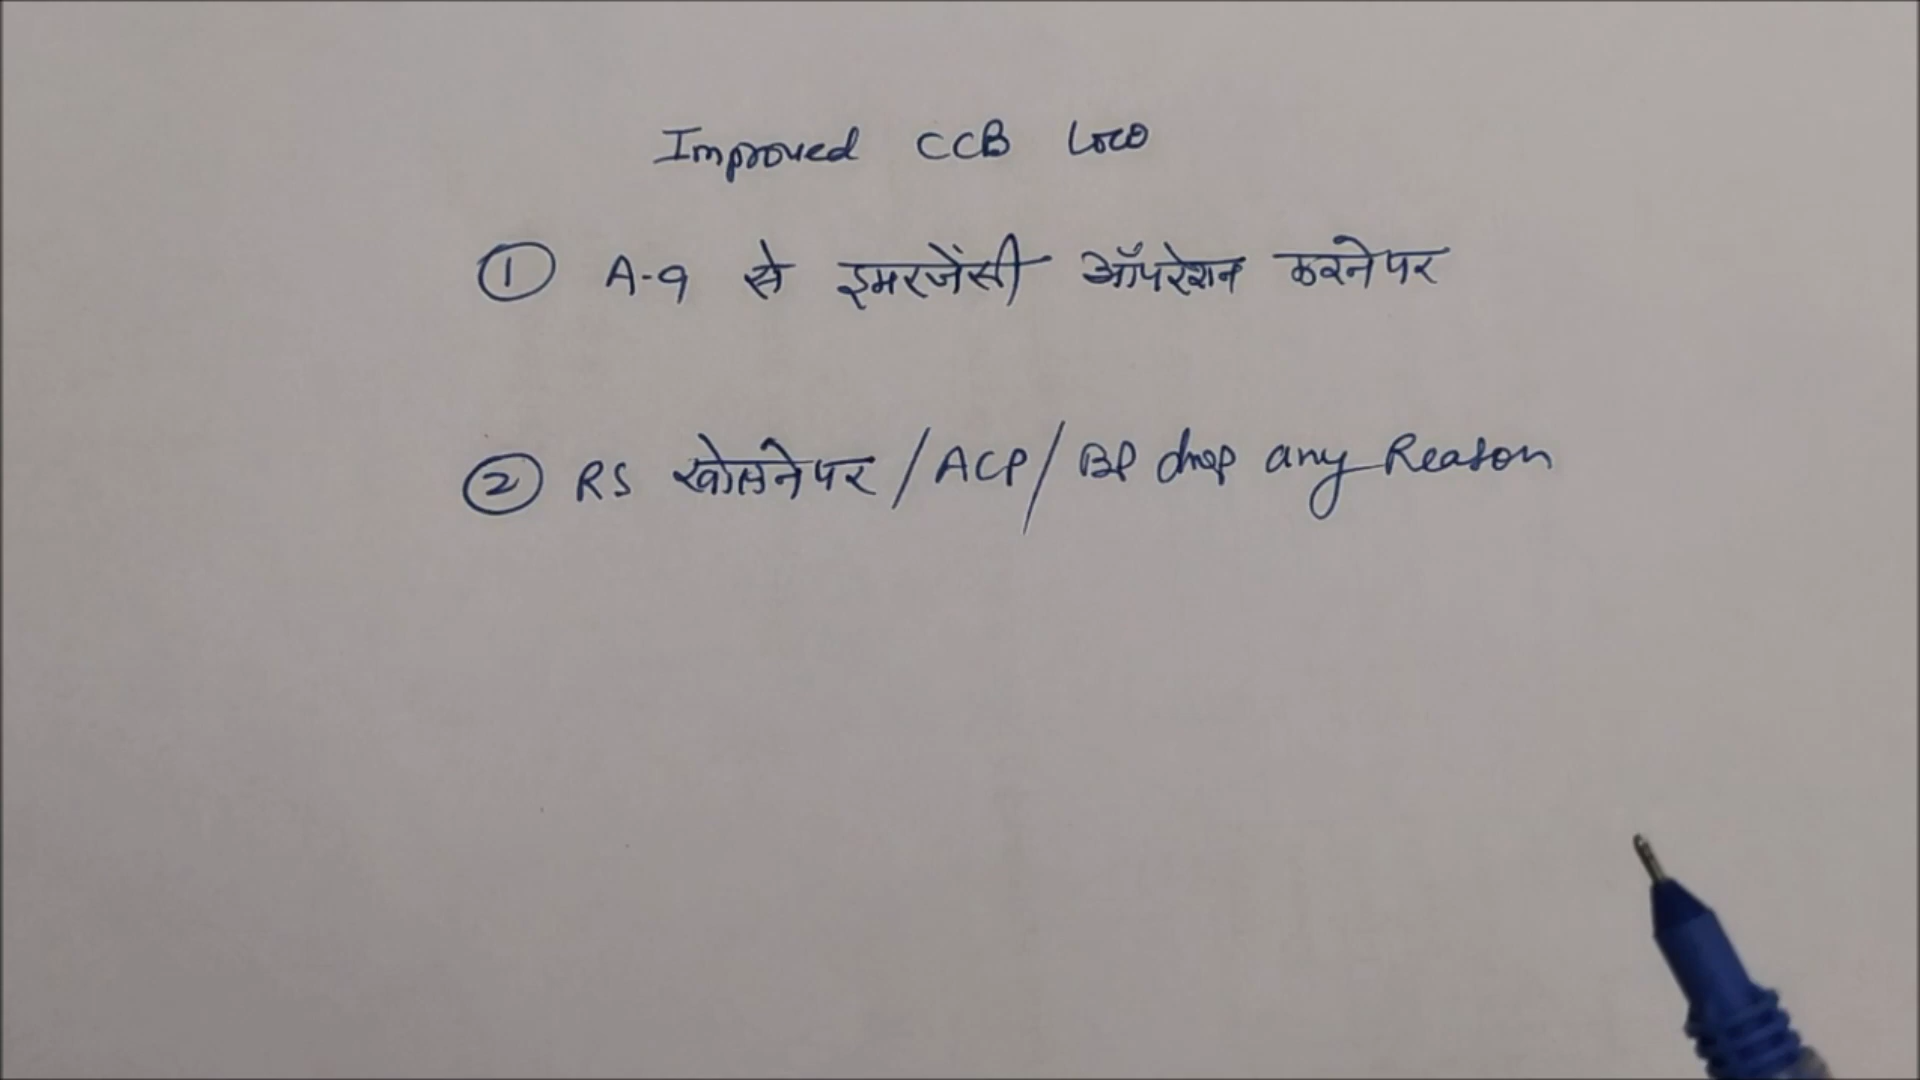 Improved CCB Loco
① A-9 से इमरजेंसी ऑपरेशन करनेपर
② RS खोलनेपर / ACP / BP drop any Reason